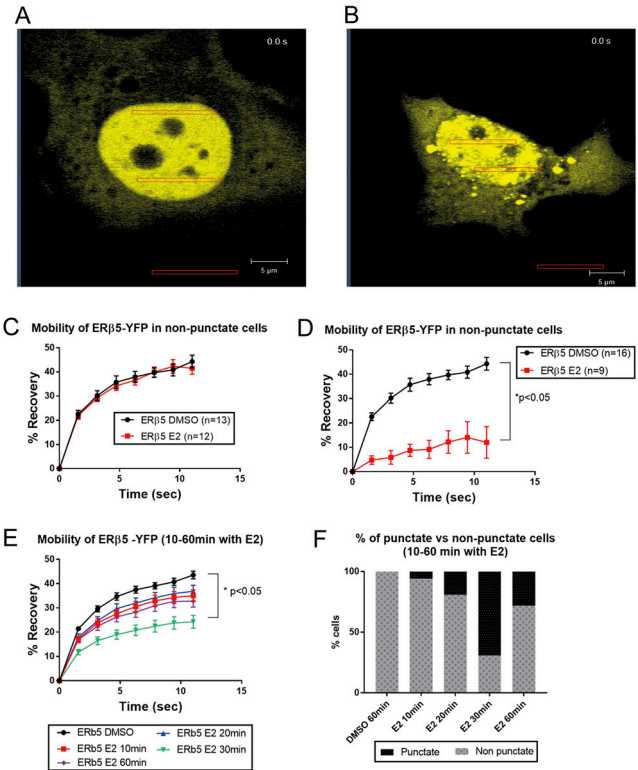 A
B
0.0 s
0.0 s
5 µm
5 µm
C
Mobility of ERβ5-YFP in non-punctate cells
50
40
30
20
10
0
% Recovery
ERβ5 DMSO (n=13)
ERβ5 E2 (n=12)
0
5
10
15
Time (sec)
D
Mobility of ERβ5-YFP in non-punctate cells
50
40
30
20
10
0
% Recovery
ERβ5 DMSO (n=16)
ERβ5 E2 (n=9)
*p<0.05
0
5
10
15
Time (sec)
E
Mobility of ERβ5 -YFP (10-60min with E2)
50
40
30
20
10
0
% Recovery
* p<0.05
0
5
10
15
Time (sec)
ERb5 DMSO
ERb5 E2 20min
ERb5 E2 10min
ERb5 E2 30min
ERb5 E2 60min
F
% of punctate vs non-punctate cells
(10-60 min with E2)
100
50
0
% cells
DMSO 60min
E2 10min
E2 20min
E2 30min
E2 60min
Punctate
Non punctate